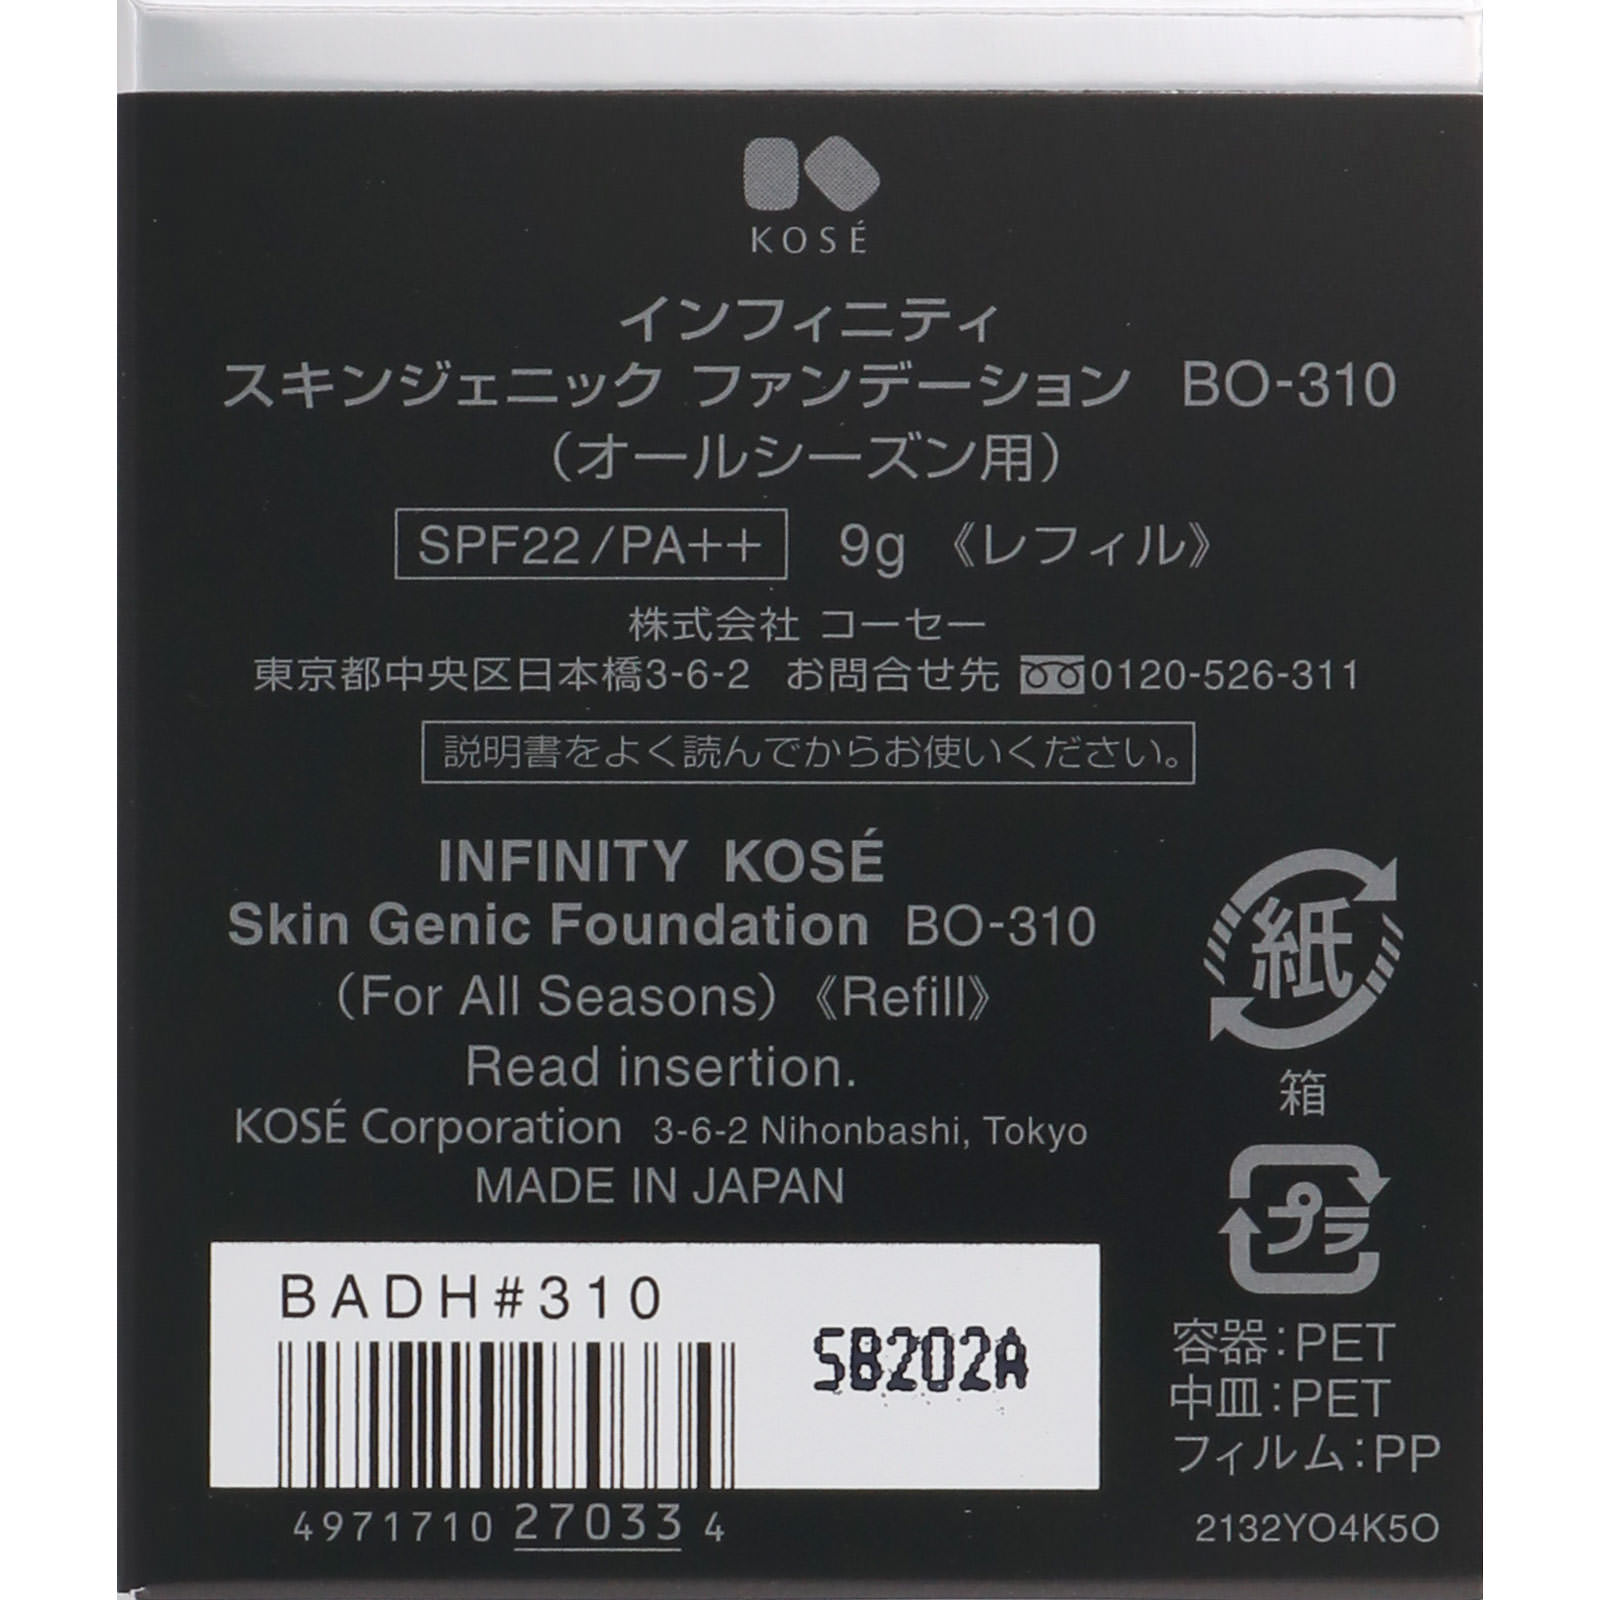 KOSÉ
インフィニティ
スキンジェニック ファンデーション BO-310
（オールシーズン用）
SPF22/PA++ 9g 《レフィル》
株式会社 コーセー
東京都中央区日本橋3-6-2 お問合せ先 0120-526-311
説明書をよく読んでからお使いください。
INFINITY KOSÉ
Skin Genic Foundation BO-310
（For All Seasons）《Refill》
Read insertion.
KOSÉ Corporation 3-6-2 Nihonbashi, Tokyo
MADE IN JAPAN
紙
箱
プラ
容器：PET
中皿：PET
フィルム：PP
2132YO4K5O
BADH#310
SB202A
4971710 27033 4